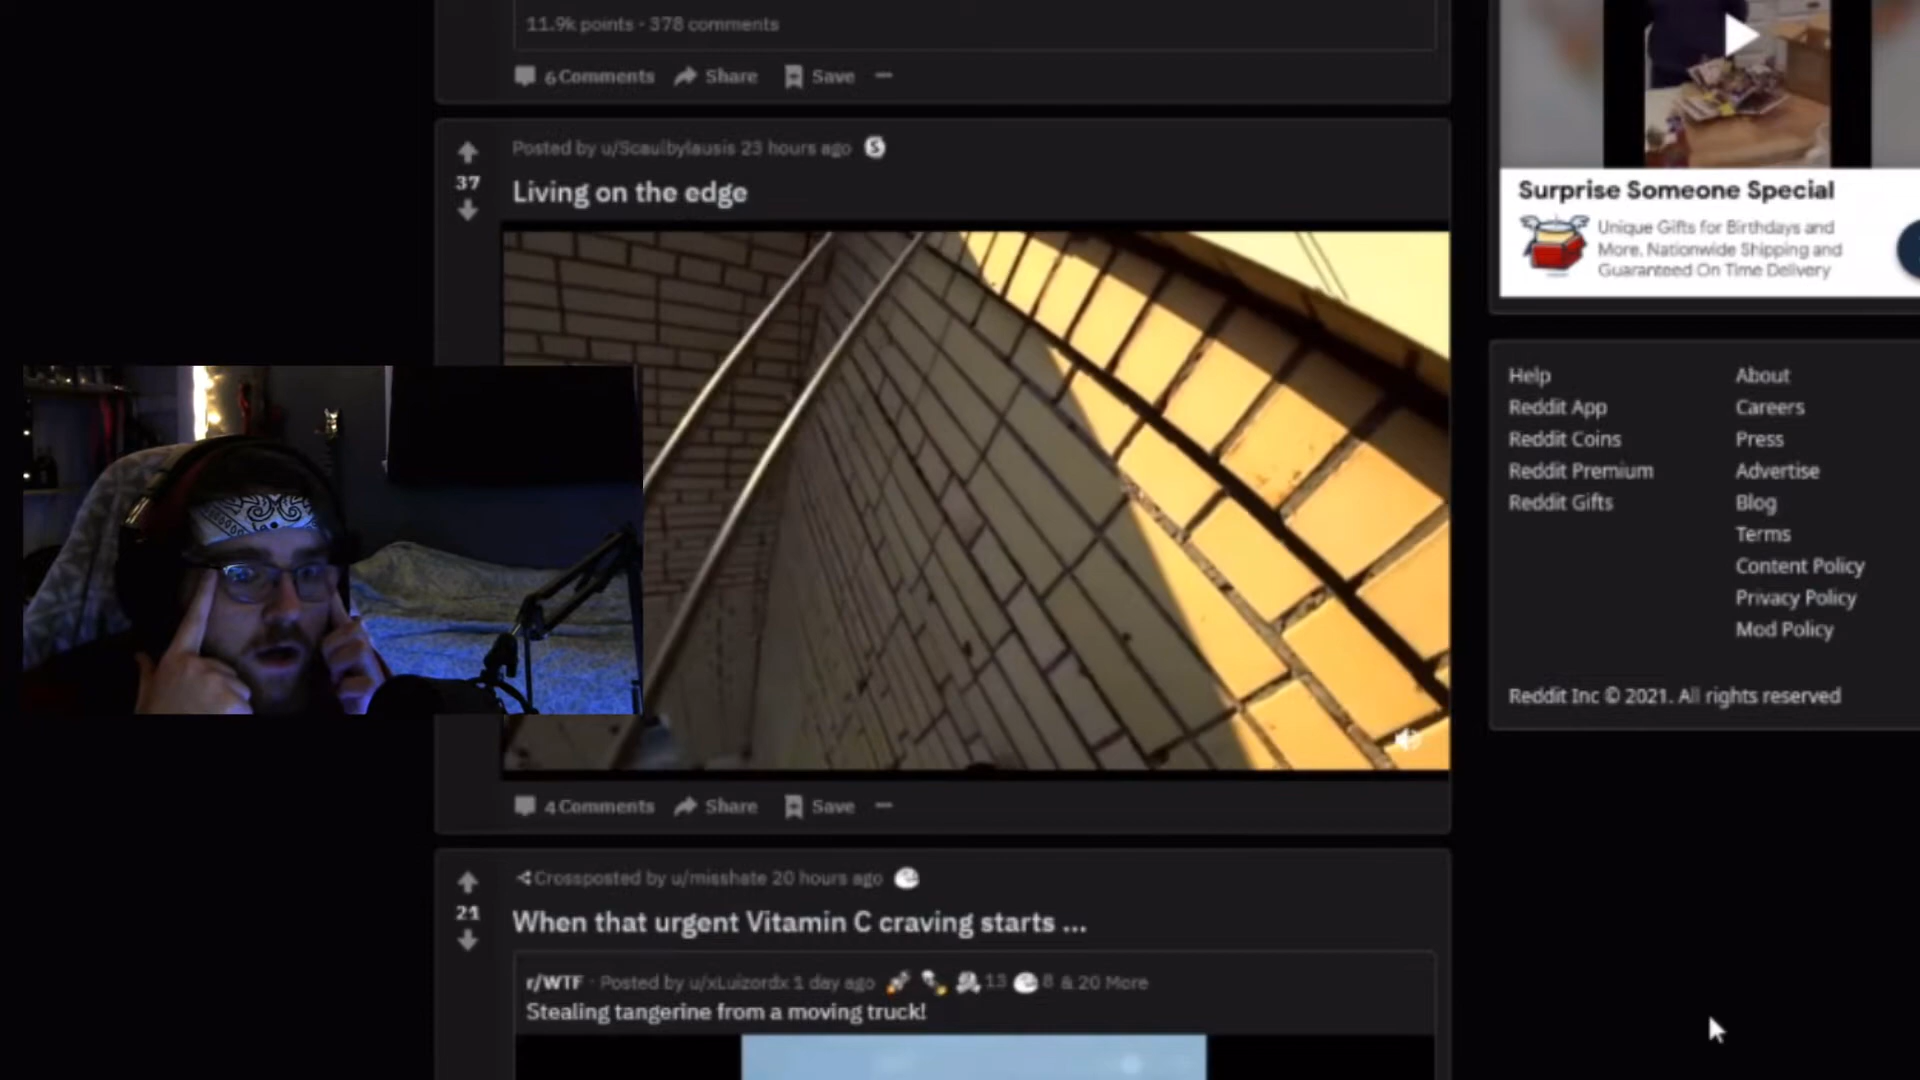 11.9k points · 378 comments
6 Comments Share Save
Posted by u/Scaulbylausis 23 hours ago
37
Living on the edge
4 Comments Share Save
Crossposted by u/misshate 20 hours ago
21
When that urgent Vitamin C craving starts ...
r/WTF · Posted by u/xLuizordx 1 day ago 13 8 & 20 More
Stealing tangerine from a moving truck!
Surprise Someone Special
Unique Gifts for Birthdays and
More, Nationwide Shipping and
Guaranteed On Time Delivery
Help
Reddit App
Reddit Coins
Reddit Premium
Reddit Gifts
About
Careers
Press
Advertise
Blog
Terms
Content Policy
Privacy Policy
Mod Policy
Reddit Inc © 2021. All rights reserved